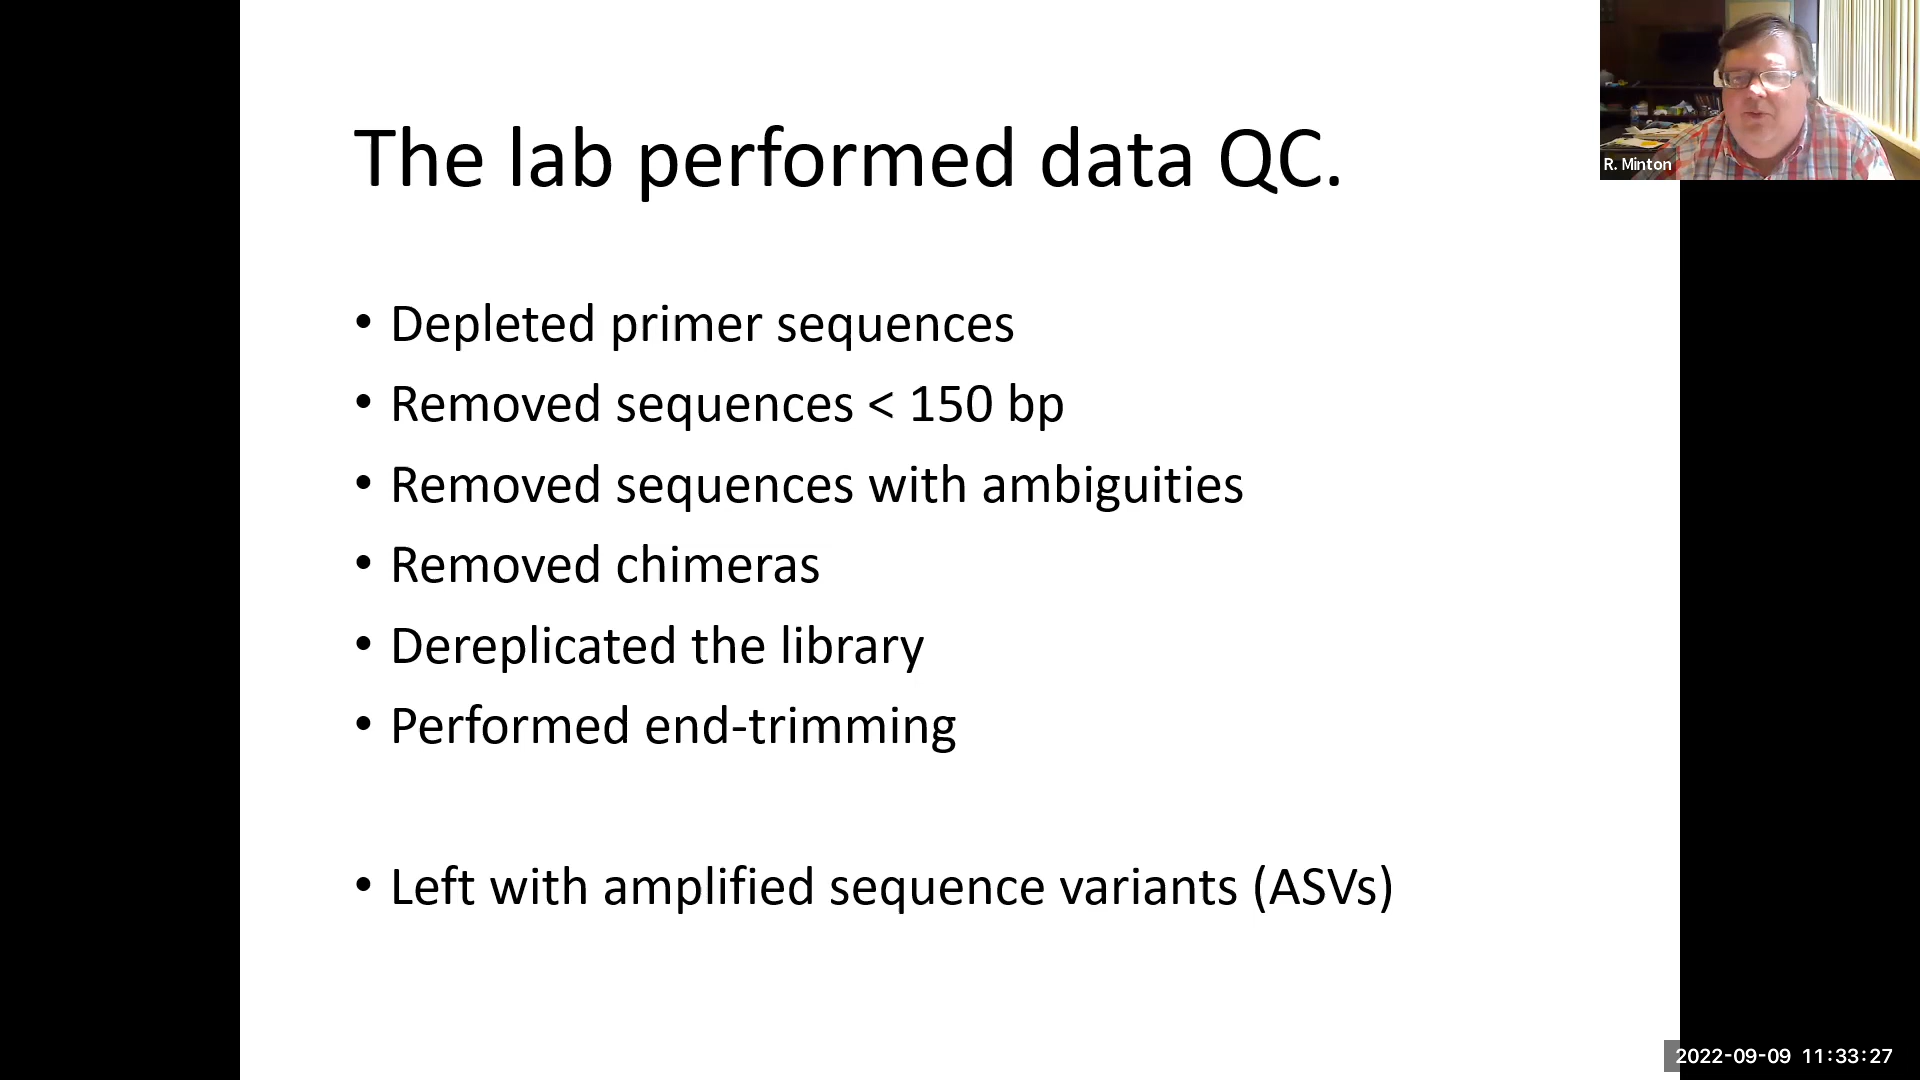 The lab performed data QC.
R. Minton
• Depleted primer sequences
• Removed sequences < 150 bp
• Removed sequences with ambiguities
• Removed chimeras
• Dereplicated the library
• Performed end-trimming
• Left with amplified sequence variants (ASVs)
2022-09-09 11:33:27